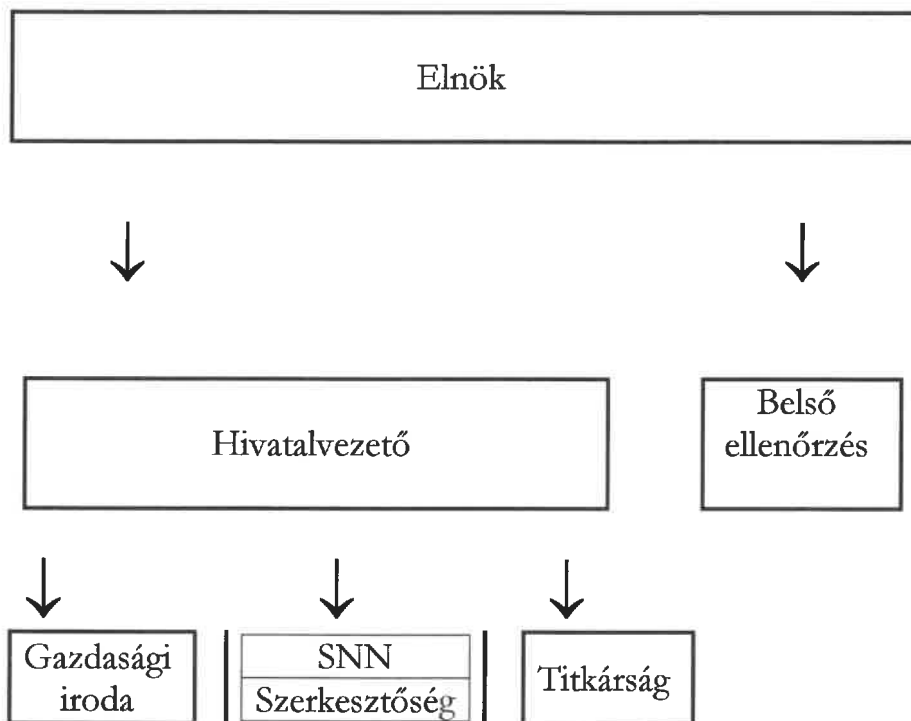 Elnök
Hivatalvezető
Belső
ellenőrzés
Gazdasági
iroda
SNN
Szerkesztőség
Titkárság